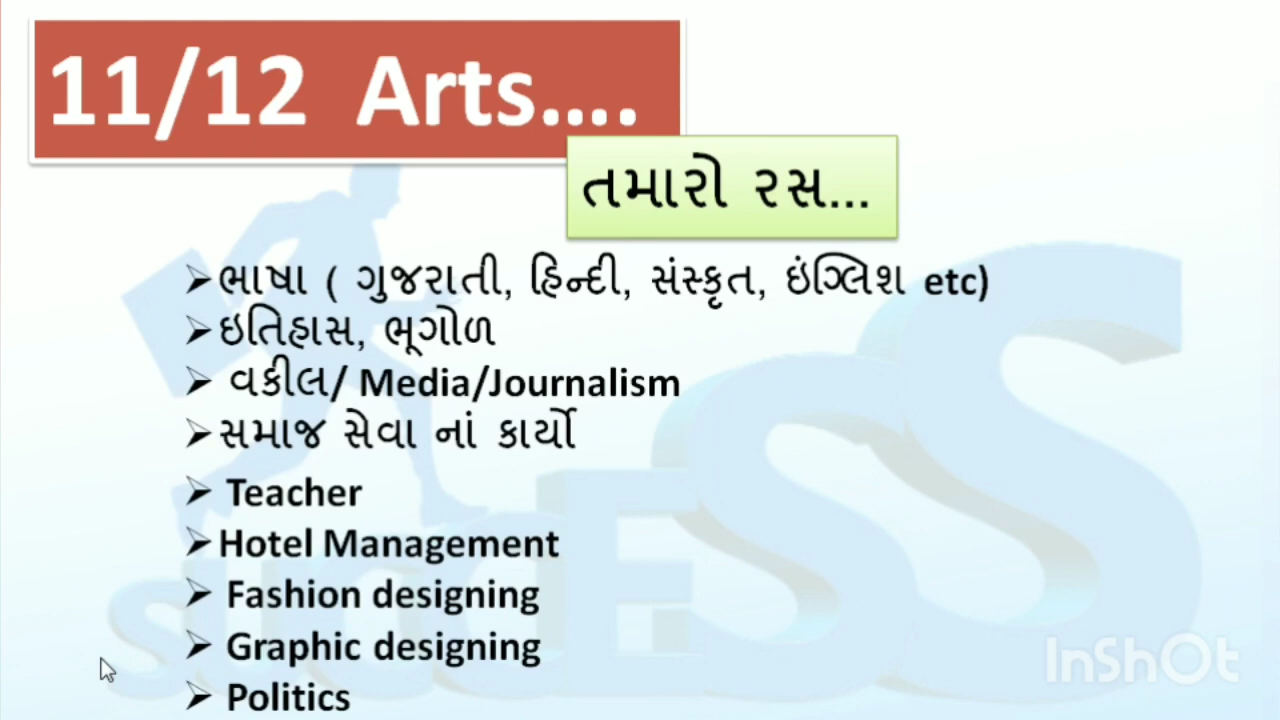 11/12 Arts....
તમારો રસ...
➢ભાષા ( ગુજરાતી, હિન્દી, સંસ્કૃત, ઇંગ્લિશ etc)
➢ઇતિહાસ, ભૂગોળ
➢ વકીલ/ Media/Journalism
➢સમાજ સેવા નાં કાર્યો
➢ Teacher
➢Hotel Management
➢ Fashion designing
➢ Graphic designing
➢ Politics
SUCCESS
InShOt